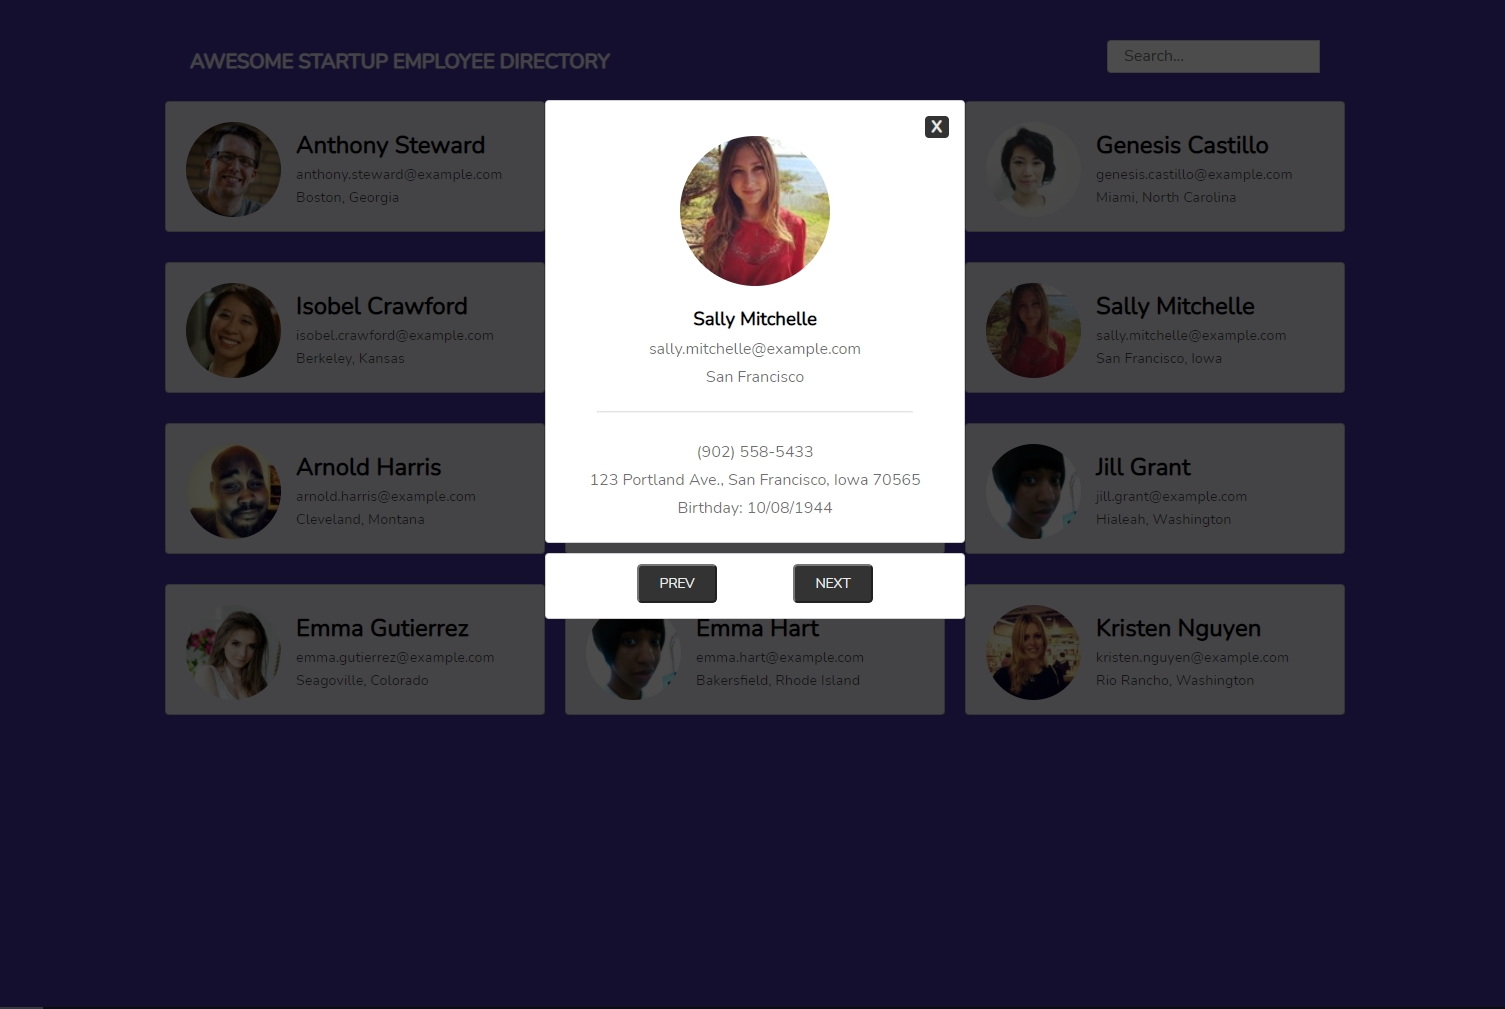 AWESOME STARTUP EMPLOYEE DIRECTORY
Search...
Anthony Steward
anthony.steward@example.com
Boston, Georgia
Genesis Castillo
genesis.castillo@example.com
Miami, North Carolina
Isobel Crawford
isobel.crawford@example.com
Berkeley, Kansas
Sally Mitchelle
sally.mitchelle@example.com
San Francisco, Iowa
Arnold Harris
arnold.harris@example.com
Cleveland, Montana
Jill Grant
jill.grant@example.com
Hialeah, Washington
Emma Gutierrez
emma.gutierrez@example.com
Seagoville, Colorado
Emma Hart
emma.hart@example.com
Bakersfield, Rhode Island
Kristen Nguyen
kristen.nguyen@example.com
Rio Rancho, Washington
X
Sally Mitchelle
sally.mitchelle@example.com
San Francisco
(902) 558-5433
123 Portland Ave., San Francisco, Iowa 70565
Birthday: 10/08/1944
PREV NEXT